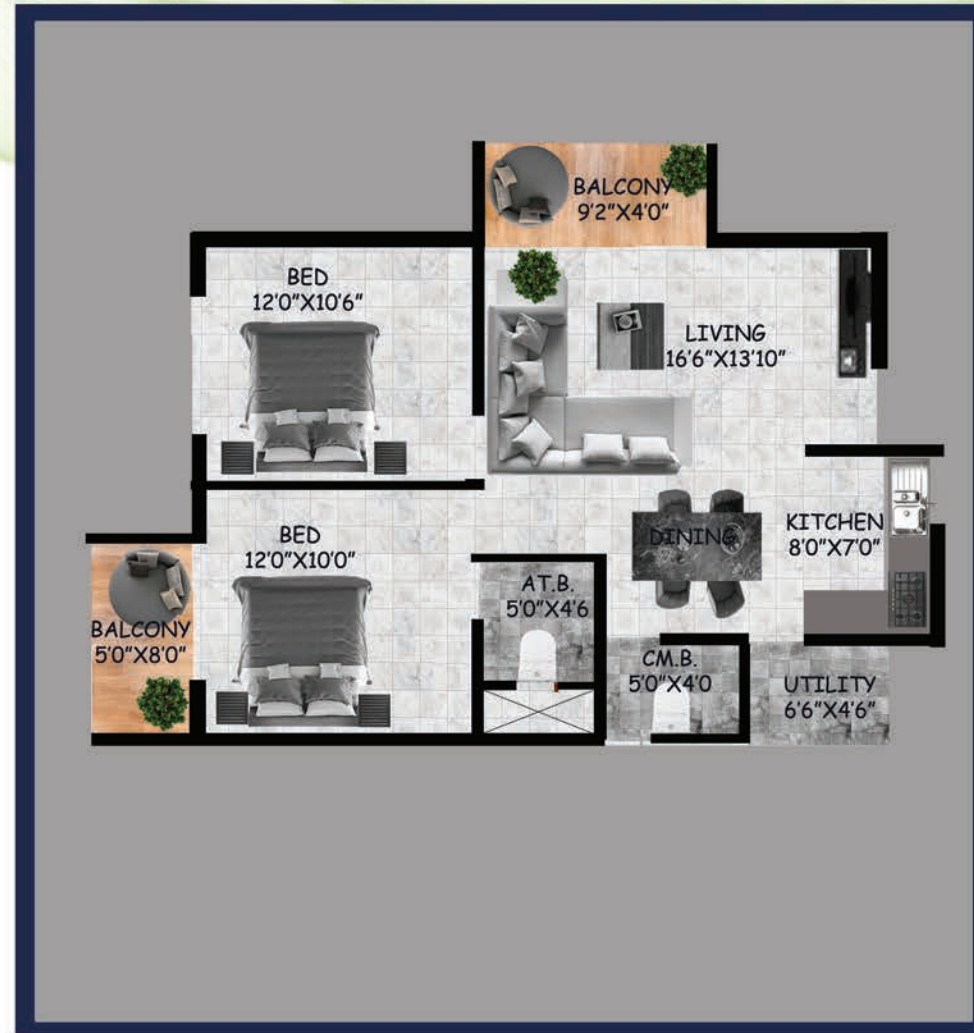 BALCONY
9'2"X4'0"
BED
12'0"X10'6"
LIVING
16'6"X13'10"
DINING
KITCHEN
8'0"X7'0"
BED
12'0"X10'0"
AT.B.
5'0"X4'6
BALCONY
5'0"X8'0"
CM.B.
5'0"X4'0
UTILITY
6'6"X4'6"